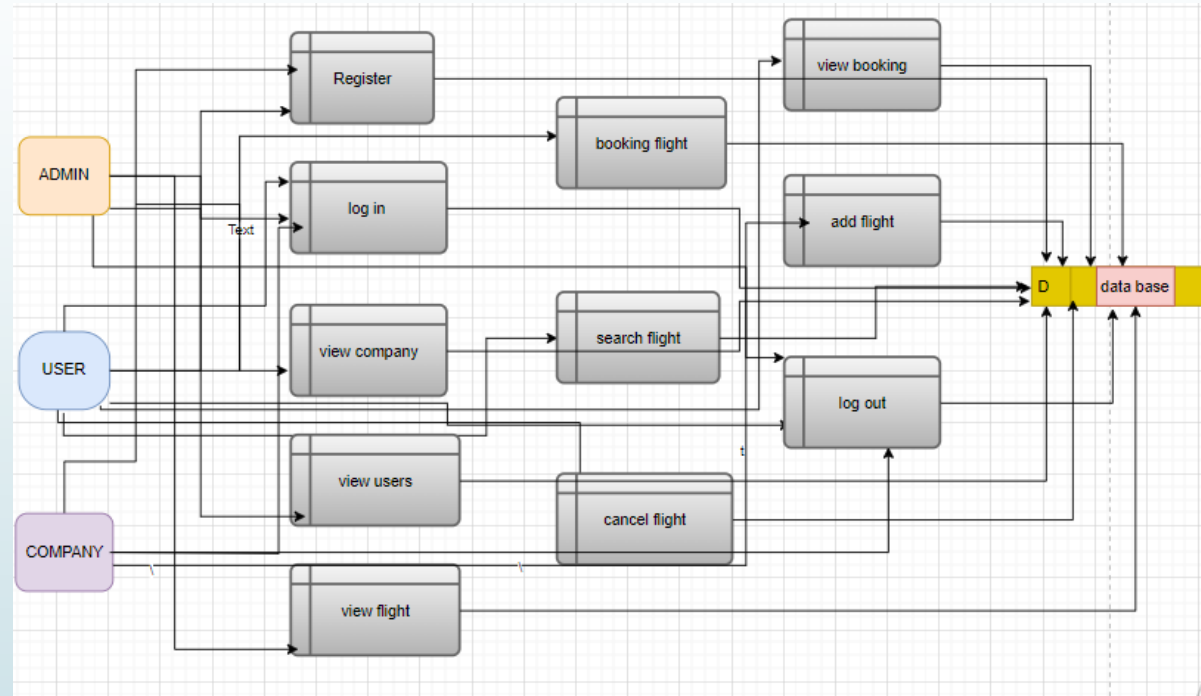 Register
view booking
booking flight
ADMIN
log in
add flight
Text
D
data base
view company
search flight
USER
log out
t
view users
cancel flight
COMPANY
\
\
view flight